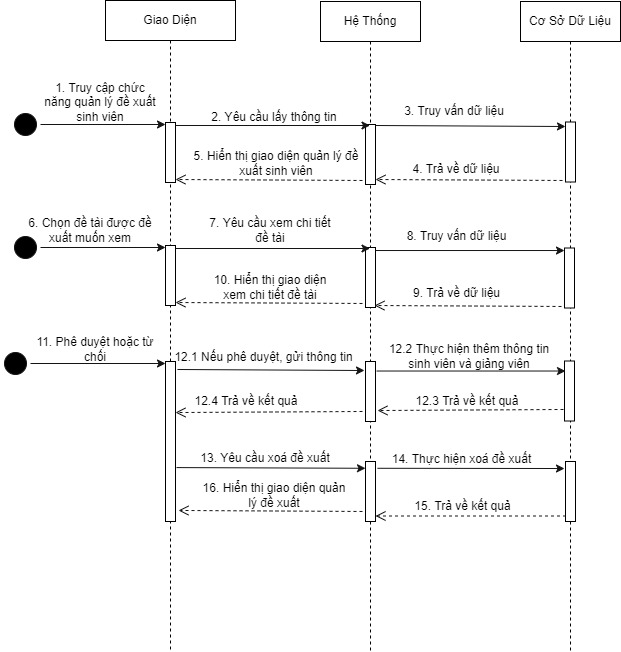 Giao Diện
Hệ Thống
Cơ Sở Dữ Liệu
1. Truy cập chức
năng quản lý đề xuất
sinh viên
2. Yêu cầu lấy thông tin
3. Truy vấn dữ liệu
5. Hiển thị giao diện quản lý đề
xuất sinh viên
4. Trả về dữ liệu
6. Chọn đề tài được đề
xuất muốn xem
7. Yêu cầu xem chi tiết
đề tài
8. Truy vấn dữ liệu
10. Hiển thị giao diện
xem chi tiết đề tài
9. Trả về dữ liệu
11. Phê duyệt hoặc từ
chối
12.1 Nếu phê duyệt, gửi thông tin
12.2 Thực hiện thêm thông tin
sinh viên và giảng viên
12.4 Trả về kết quả
12.3 Trả về kết quả
13. Yêu cầu xoá đề xuất
14. Thực hiện xoá đề xuất
16. Hiển thị giao diện quản
lý đề xuất
15. Trả về kết quả